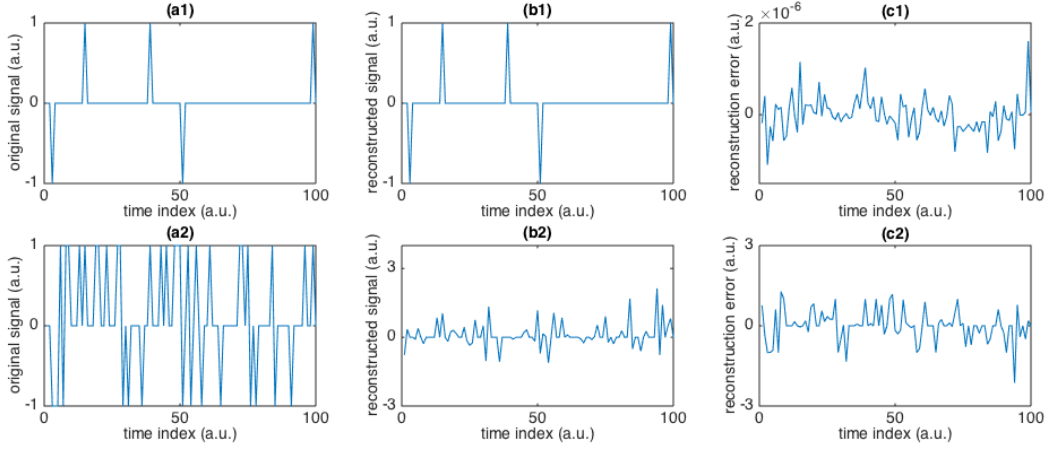 (a1)
original signal (a.u.)
1
0
-1
0
50
100
time index (a.u.)
(b1)
reconstructed signal (a.u.)
1
0
-1
0
50
100
time index (a.u.)
(c1)
×10⁻⁶
reconstruction error (a.u.)
2
0
0
50
100
time index (a.u.)
(a2)
original signal (a.u.)
1
0
-1
0
50
100
time index (a.u.)
(b2)
reconstructed signal (a.u.)
3
0
-3
0
50
100
time index (a.u.)
(c2)
reconstruction error (a.u.)
3
0
-3
0
50
100
time index (a.u.)